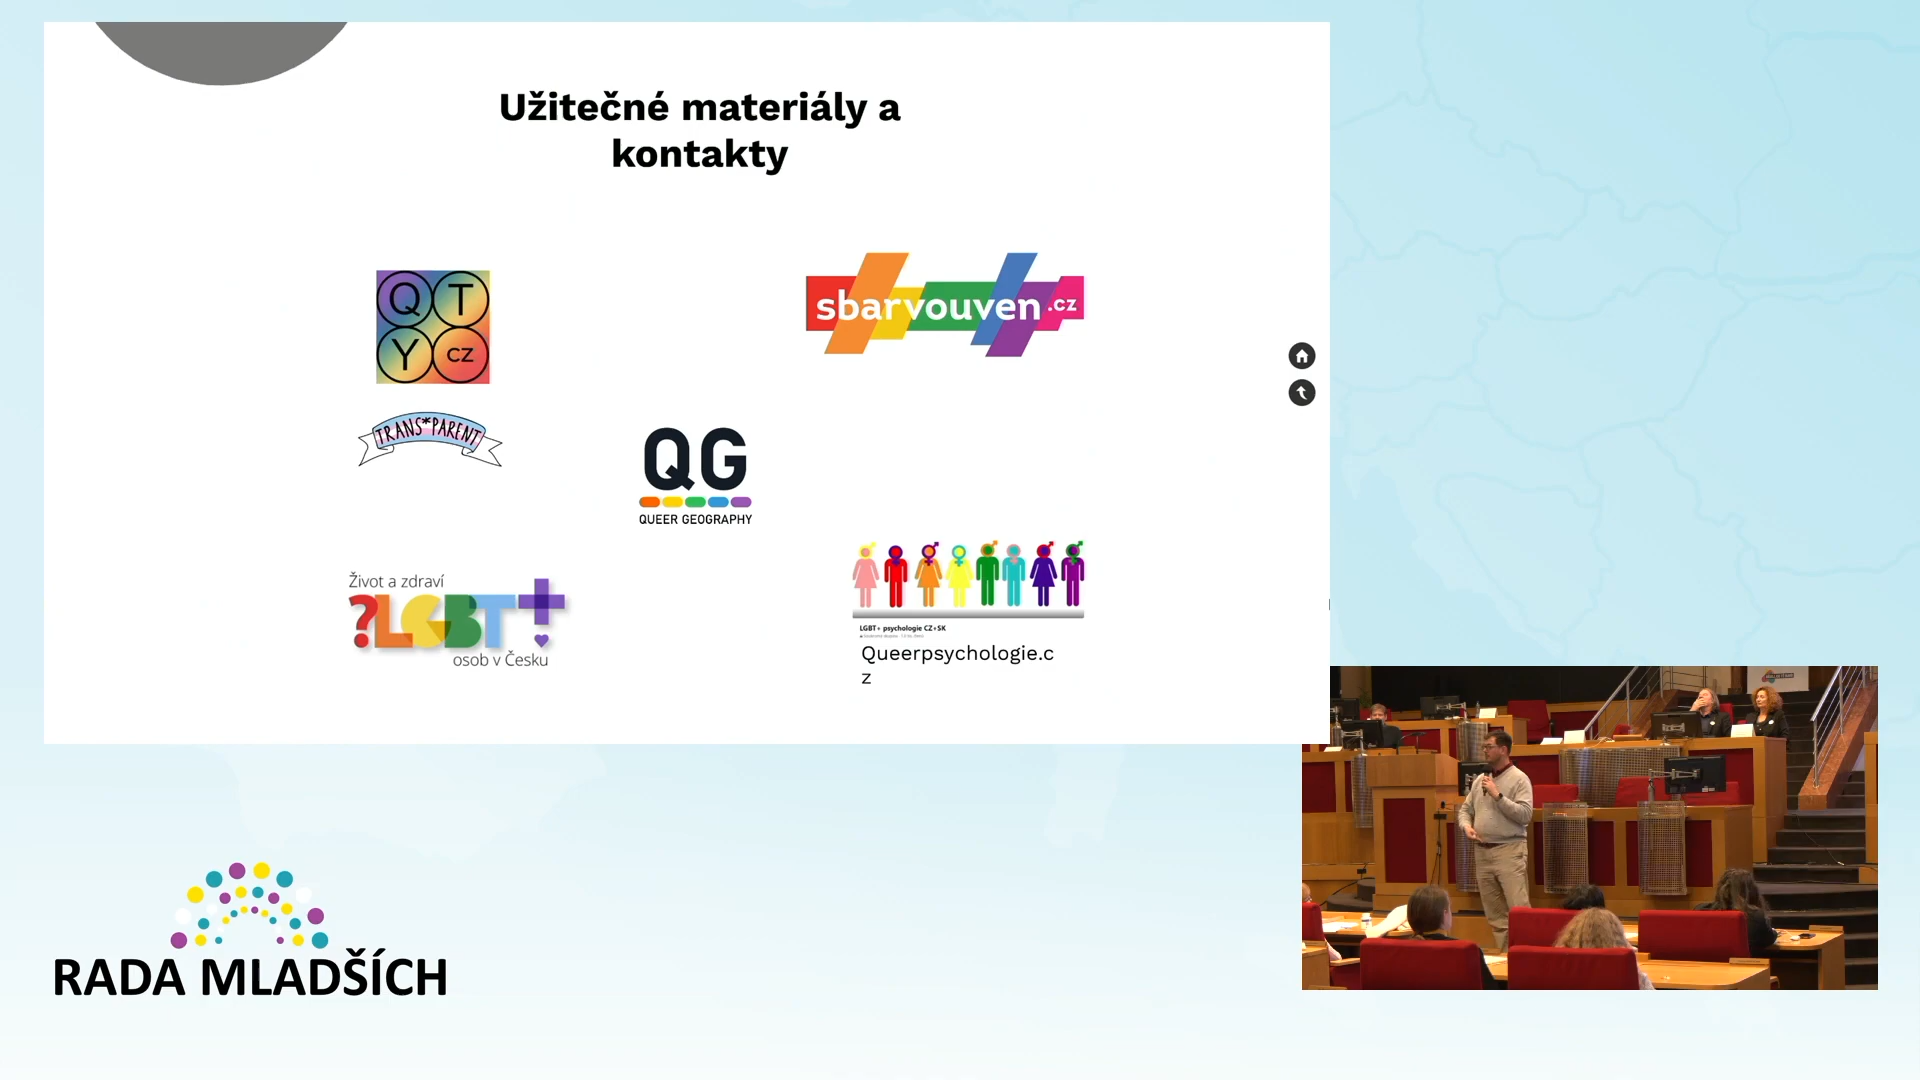 Užitečné materiály a
kontakty
Q T
Y CZ
sbarvouven.cz
TRANS*PARENT
QG
QUEER GEOGRAPHY
Život a zdraví
?LGBT+
osob v Česku
LGBT+ psychologie CZ+SK
Queerpsychologie.c
z
RADA MLADŠÍCH